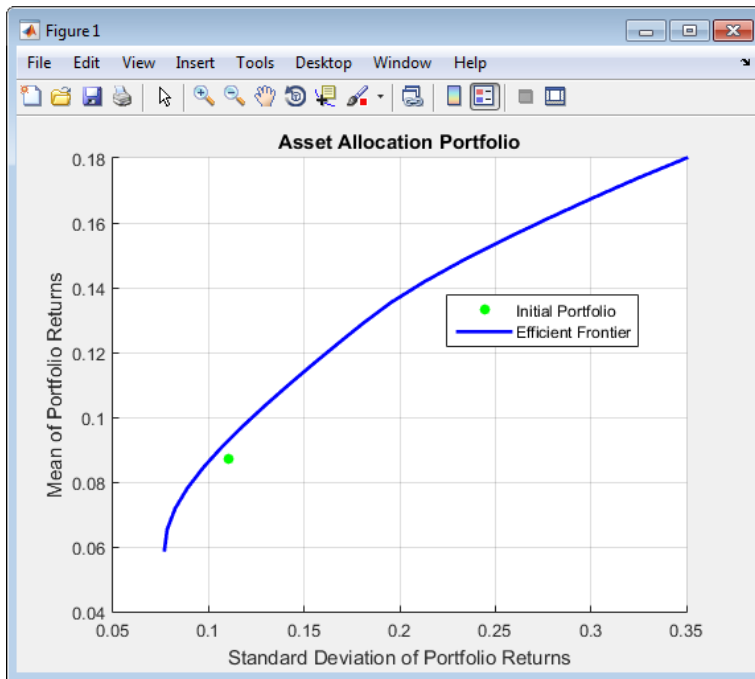 Figure 1
File Edit View Insert Tools Desktop Window Help
Asset Allocation Portfolio
0.18
0.16
0.14
0.12
0.1
0.08
0.06
0.04
Mean of Portfolio Returns
Initial Portfolio
Efficient Frontier
0.05 0.1 0.15 0.2 0.25 0.3 0.35
Standard Deviation of Portfolio Returns